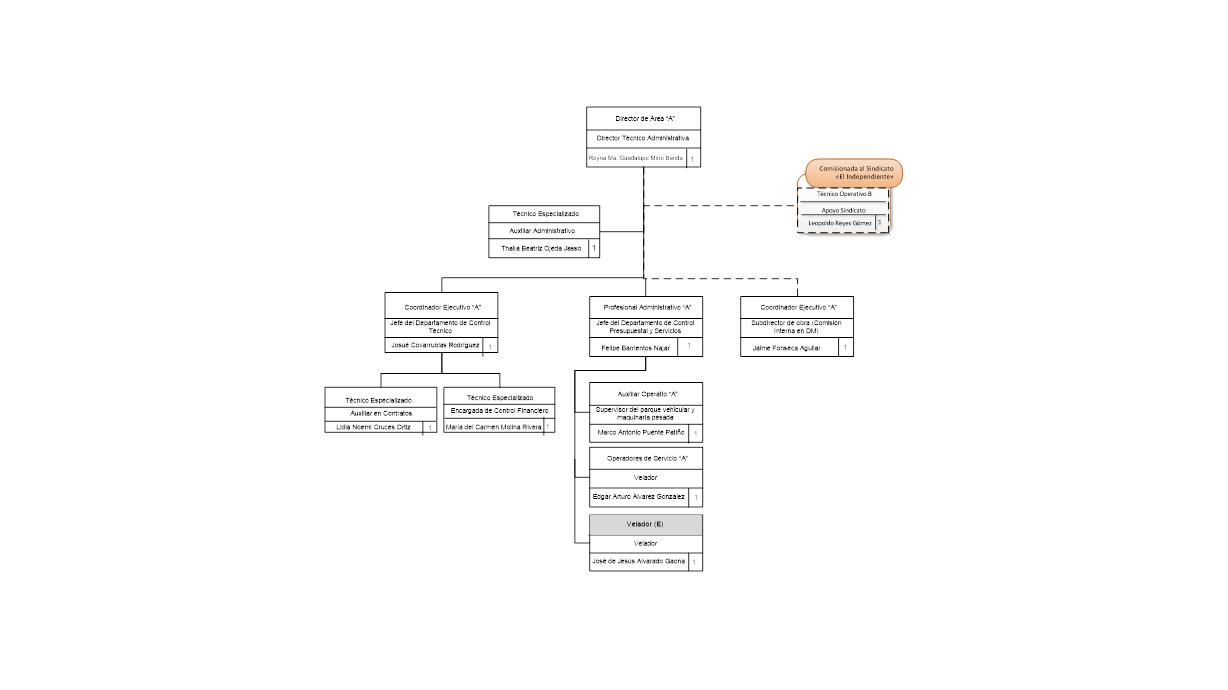 Director de Área "A"
Director Técnico Administrativa
Reyna Ma. Guadalupe Mitre Banda 1
Comisionada al Sindicato
«El Independiente»
Técnico Operativo B
Apoyo Sindicato
Leopoldo Reyes Gómez 1
Técnico Especializado
Auxiliar Administrativo
Thalía Beatriz Ojeda Jasso 1
Coordinador Ejecutivo "A"
Jefe del Departamento de Control
Técnico
Josué Covarrubias Rodríguez 1
Profesional Administrativo "A"
Jefe del Departamento de Control
Presupuestal y Servicios
Felipe Barrientos Najar 1
Coordinador Ejecutivo "A"
Subdirector de obra (Comisión
Interna en DM)
Jaime Fonseca Aguilar 1
Técnico Especializado
Auxiliar en Contratos
Lidia Noemí Cruces Ortiz 1
Técnico Especializado
Encargada de Control Financiero
María del Carmen Molina Rivera 1
Auxiliar Operatio "A"
Supervisor del parque vehicular y
maquinaria pesada
Marco Antonio Puente Patiño 1
Operadores de Servicio "A"
Velador
Edgar Arturo Álvarez González 1
Velador (E)
Velador
José de Jesús Alvarado Gaona 1